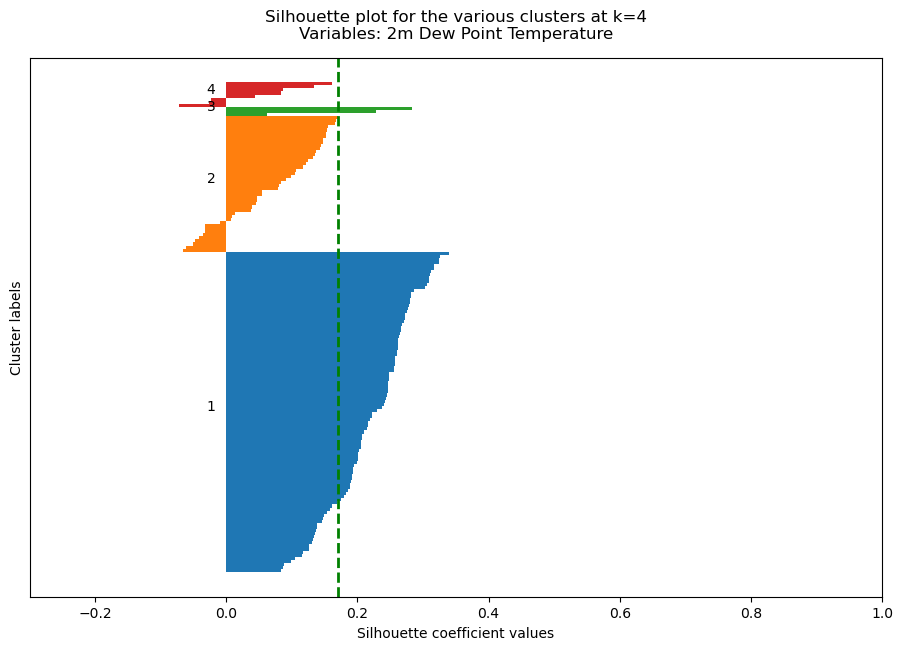 Silhouette plot for the various clusters at k=4
Variables: 2m Dew Point Temperature
4
3
2
1
Cluster labels
−0.2 0.0 0.2 0.4 0.6 0.8 1.0
Silhouette coefficient values